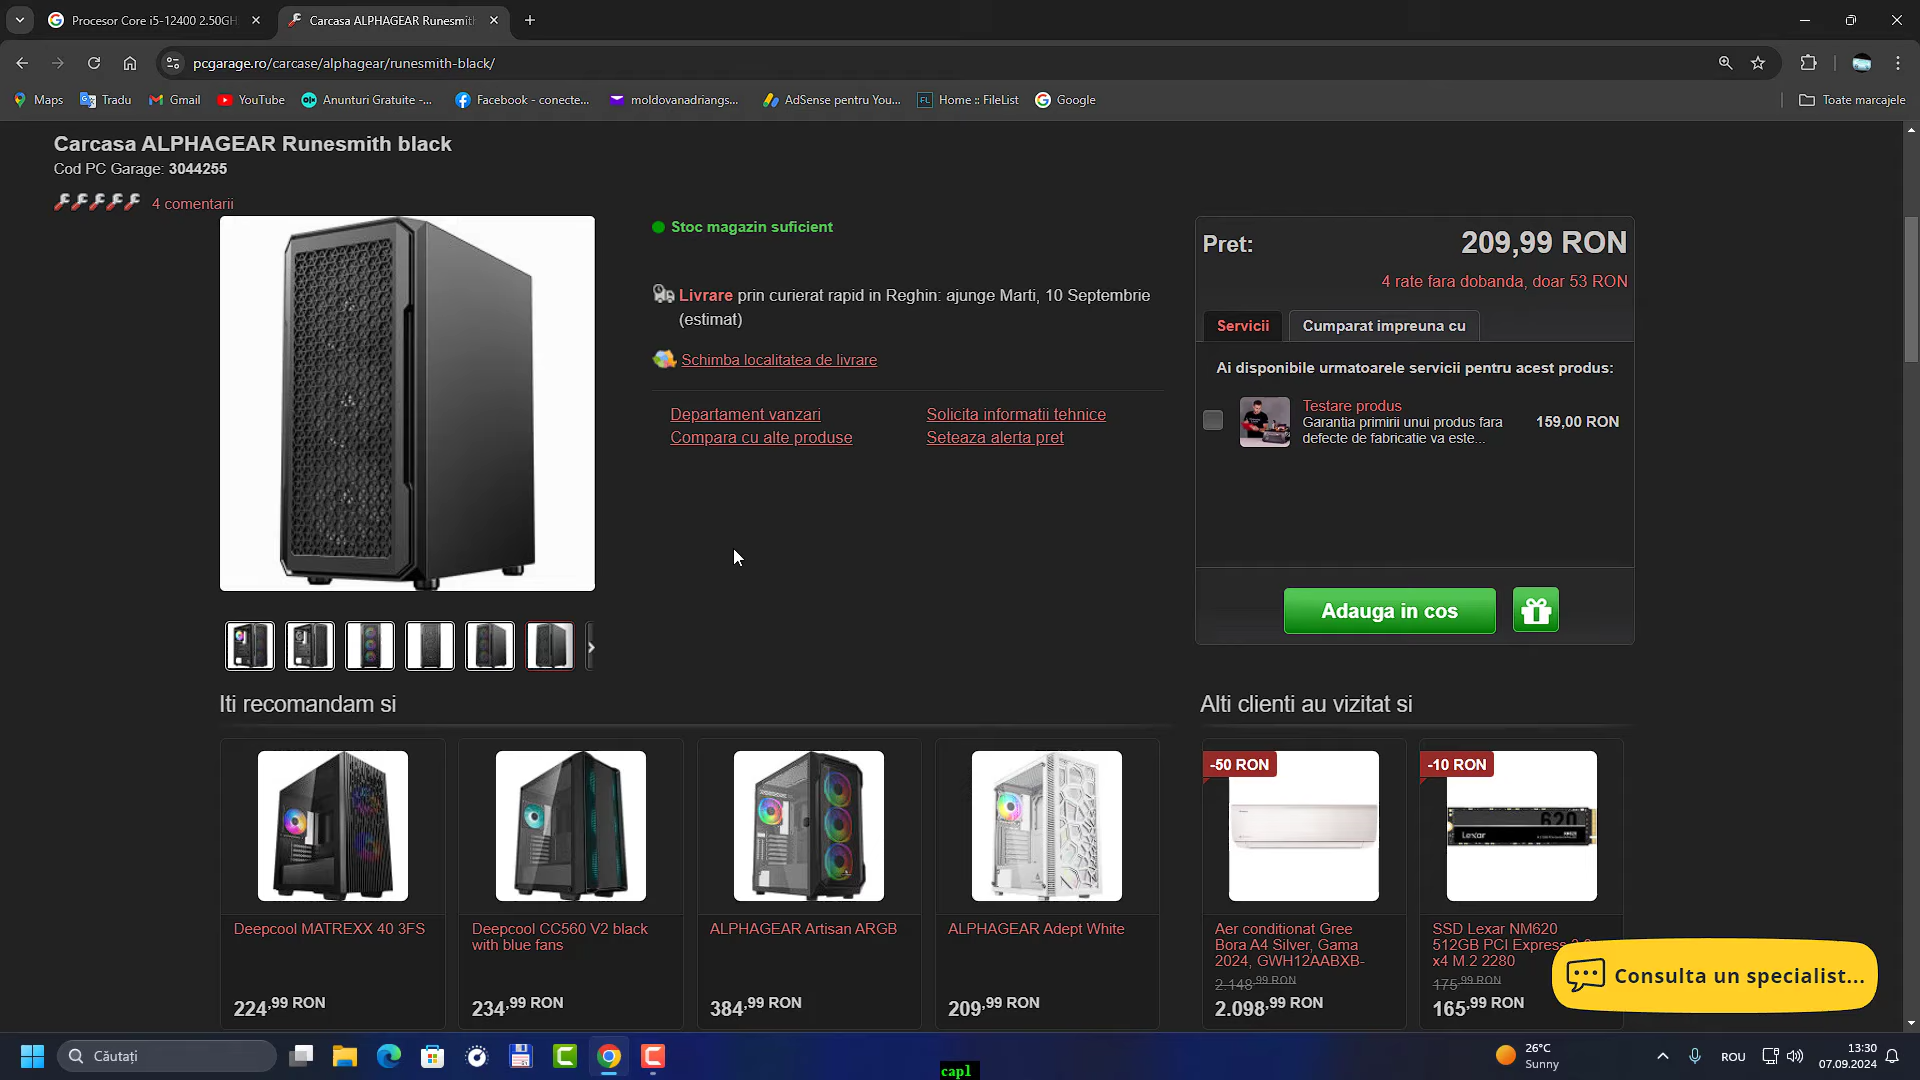 Procesor Core i5-12400 2.50GH
Carcasa ALPHAGEAR Runesmit
pcgarage.ro/carcase/alphagear/runesmith-black/
Maps
Tradu
Gmail
YouTube
Anunturi Gratuite -...
Facebook - conecte...
moldovanadriangs...
AdSense pentru You...
FL
Home :: FileList
Google
Toate marcajele
Carcasa ALPHAGEAR Runesmith black
Cod PC Garage: 3044255
4 comentarii
Stoc magazin suficient
Livrare prin curierat rapid in Reghin: ajunge Marti, 10 Septembrie
(estimat)
Schimba localitatea de livrare
Departament vanzari
Solicita informatii tehnice
Compara cu alte produse
Seteaza alerta pret
Pret:
209,99 RON
4 rate fara dobanda, doar 53 RON
Servicii
Cumparat impreuna cu
Ai disponibile urmatoarele servicii pentru acest produs:
Testare produs
Garantia primirii unui produs fara
defecte de fabricatie va este...
159,00 RON
Adauga in cos
Iti recomandam si
Alti clienti au vizitat si
-50 RON
-10 RON
620
Lexar
Deepcool MATREXX 40 3FS
224,99 RON
Deepcool CC560 V2 black
with blue fans
234,99 RON
ALPHAGEAR Artisan ARGB
384,99 RON
ALPHAGEAR Adept White
209,99 RON
Aer conditionat Gree
Bora A4 Silver, Gama
2024, GWH12AABXB-
2.148,99 RON
2.098,99 RON
SSD Lexar NM620
512GB PCI Express
x4 M.2 2280
175,99 RON
165,99 RON
Consulta un specialist...
Căutați
capl
26°C
Sunny
ROU
13:30
07.09.2024